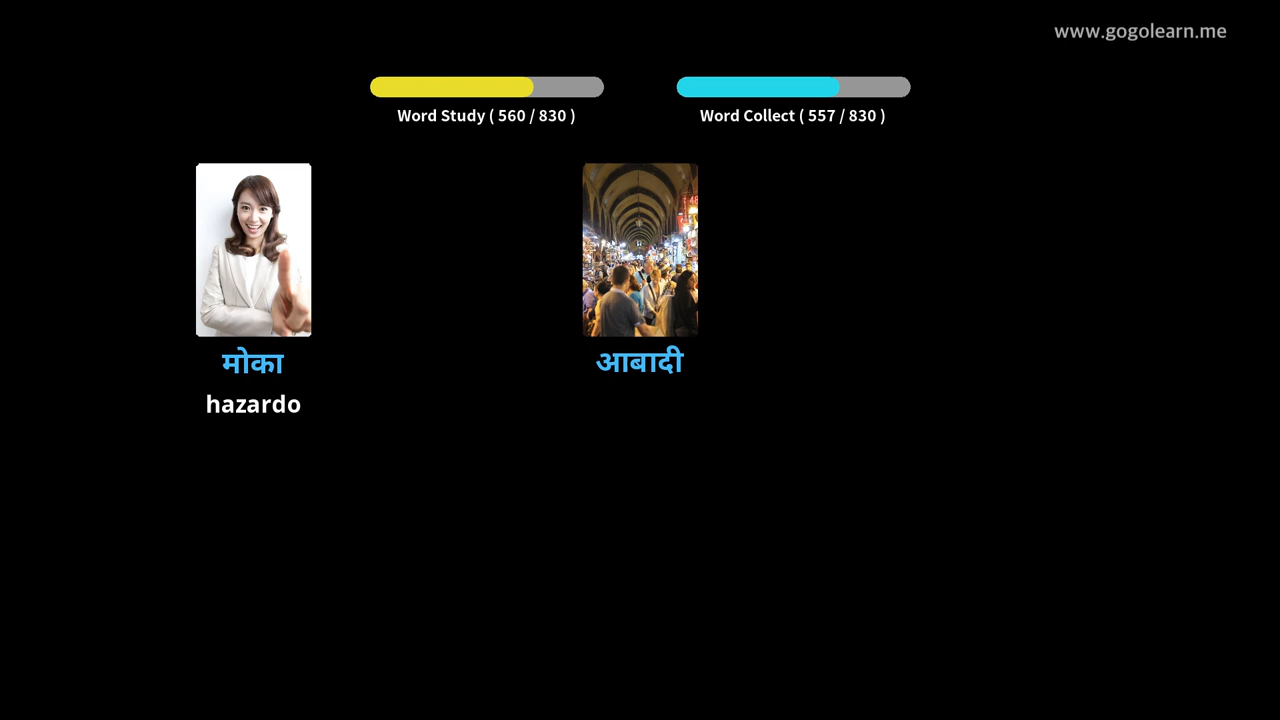 www.gogolearn.me
Word Study ( 560 / 830 )
Word Collect ( 557 / 830 )
मोका
hazardo
आबादी